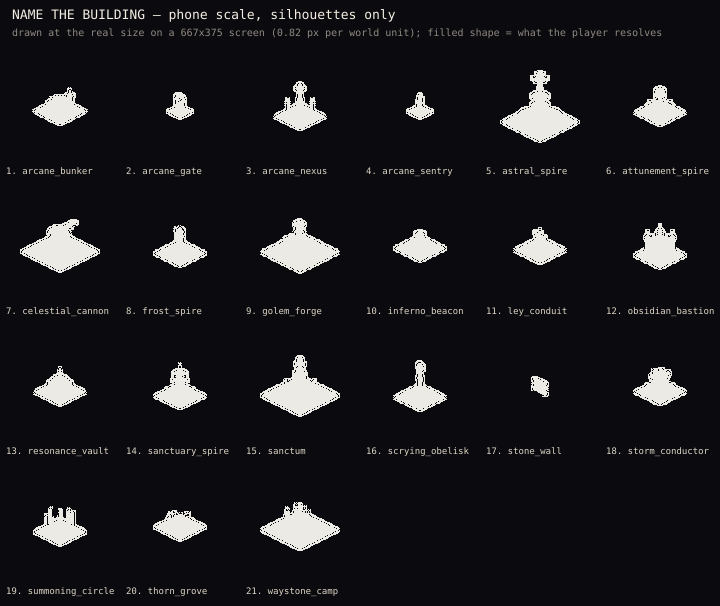 NAME THE BUILDING — phone scale, silhouettes only
drawn at the real size on a 667x375 screen (0.82 px per world unit); filled shape = what the player resolves
1. arcane_bunker
2. arcane_gate
3. arcane_nexus
4. arcane_sentry
5. astral_spire
6. attunement_spire
7. celestial_cannon
8. frost_spire
9. golem_forge
10. inferno_beacon
11. ley_conduit
12. obsidian_bastion
13. resonance_vault
14. sanctuary_spire
15. sanctum
16. scrying_obelisk
17. stone_wall
18. storm_conductor
19. summoning_circle
20. thorn_grove
21. waystone_camp